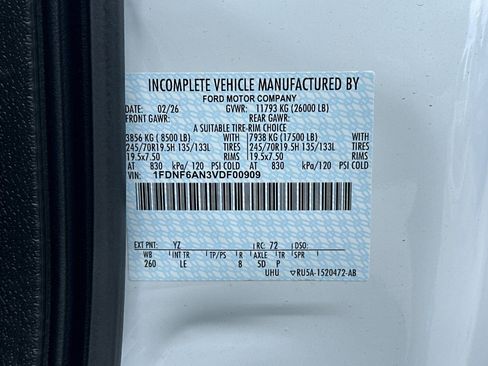 INCOMPLETE VEHICLE MANUFACTURED BY
FORD MOTOR COMPANY
DATE: 02/26 GVWR: 11793 KG (26000 LB)
FRONT GAWR: REAR GAWR:
A SUITABLE TIRE-RIM CHOICE
3856 KG ( 8500 LB) WITH 7938 KG (17500 LB) WITH
245/70R19.5H 135/133L TIRES 245/70R19.5H 135/133L TIRES
19.5x7.50 RIMS 19.5x7.50 RIMS
AT 830 kPa/ 120 PSI COLD AT 830 kPa/ 120 PSI COLD
VIN: 1FDNF6AN3VDF00909
EXT PNT: YZ RC: 72 DSO:
WB INT TR TP/PS R AXLE TR SPR
260 LE 8 5D P
UHU RU5A-1520472-AB